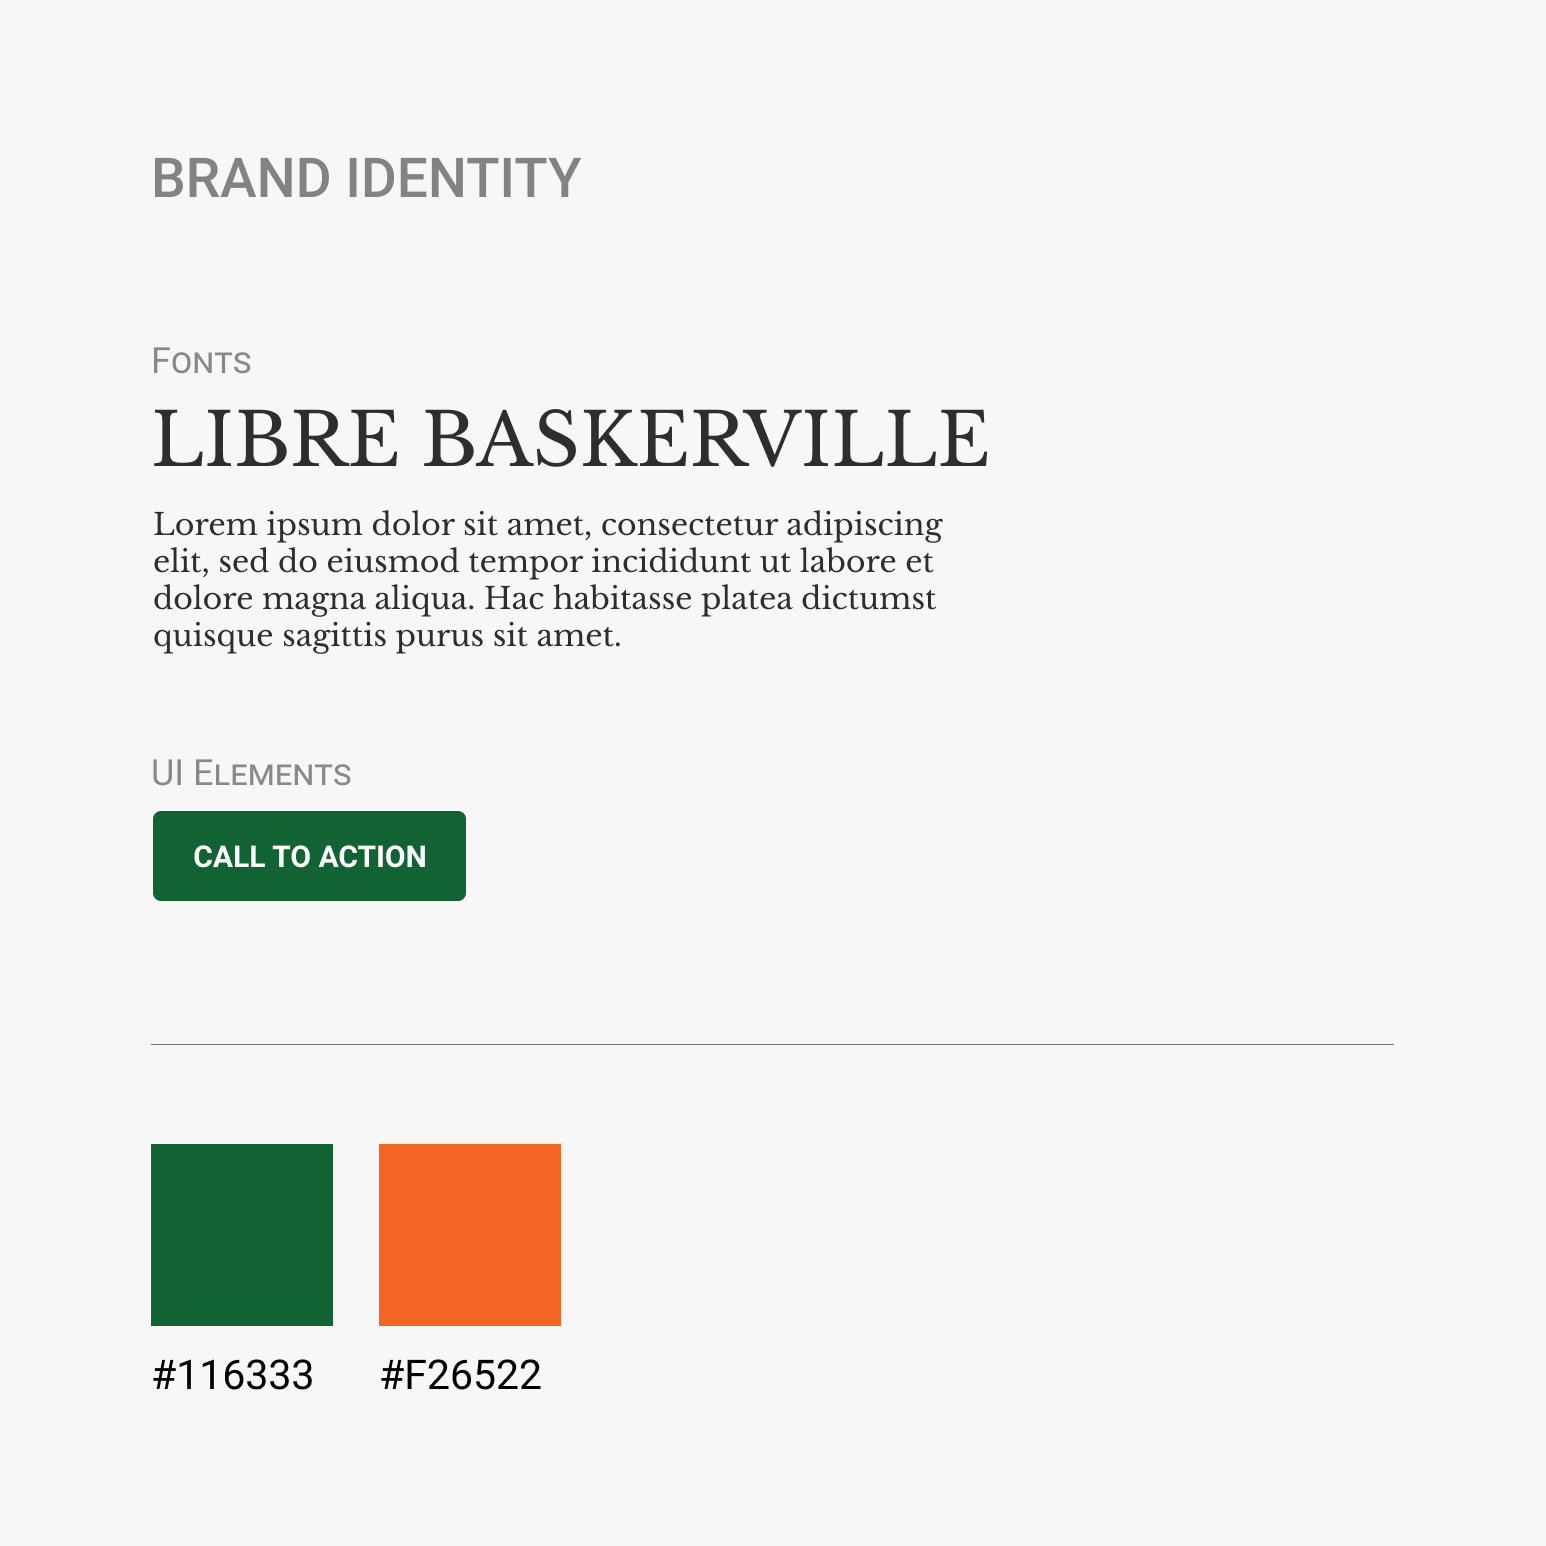 BRAND IDENTITY
Fonts
LIBRE BASKERVILLE
Lorem ipsum dolor sit amet, consectetur adipiscing
elit, sed do eiusmod tempor incididunt ut labore et
dolore magna aliqua. Hac habitasse platea dictumst
quisque sagittis purus sit amet.
UI Elements
CALL TO ACTION
#116333 #F26522